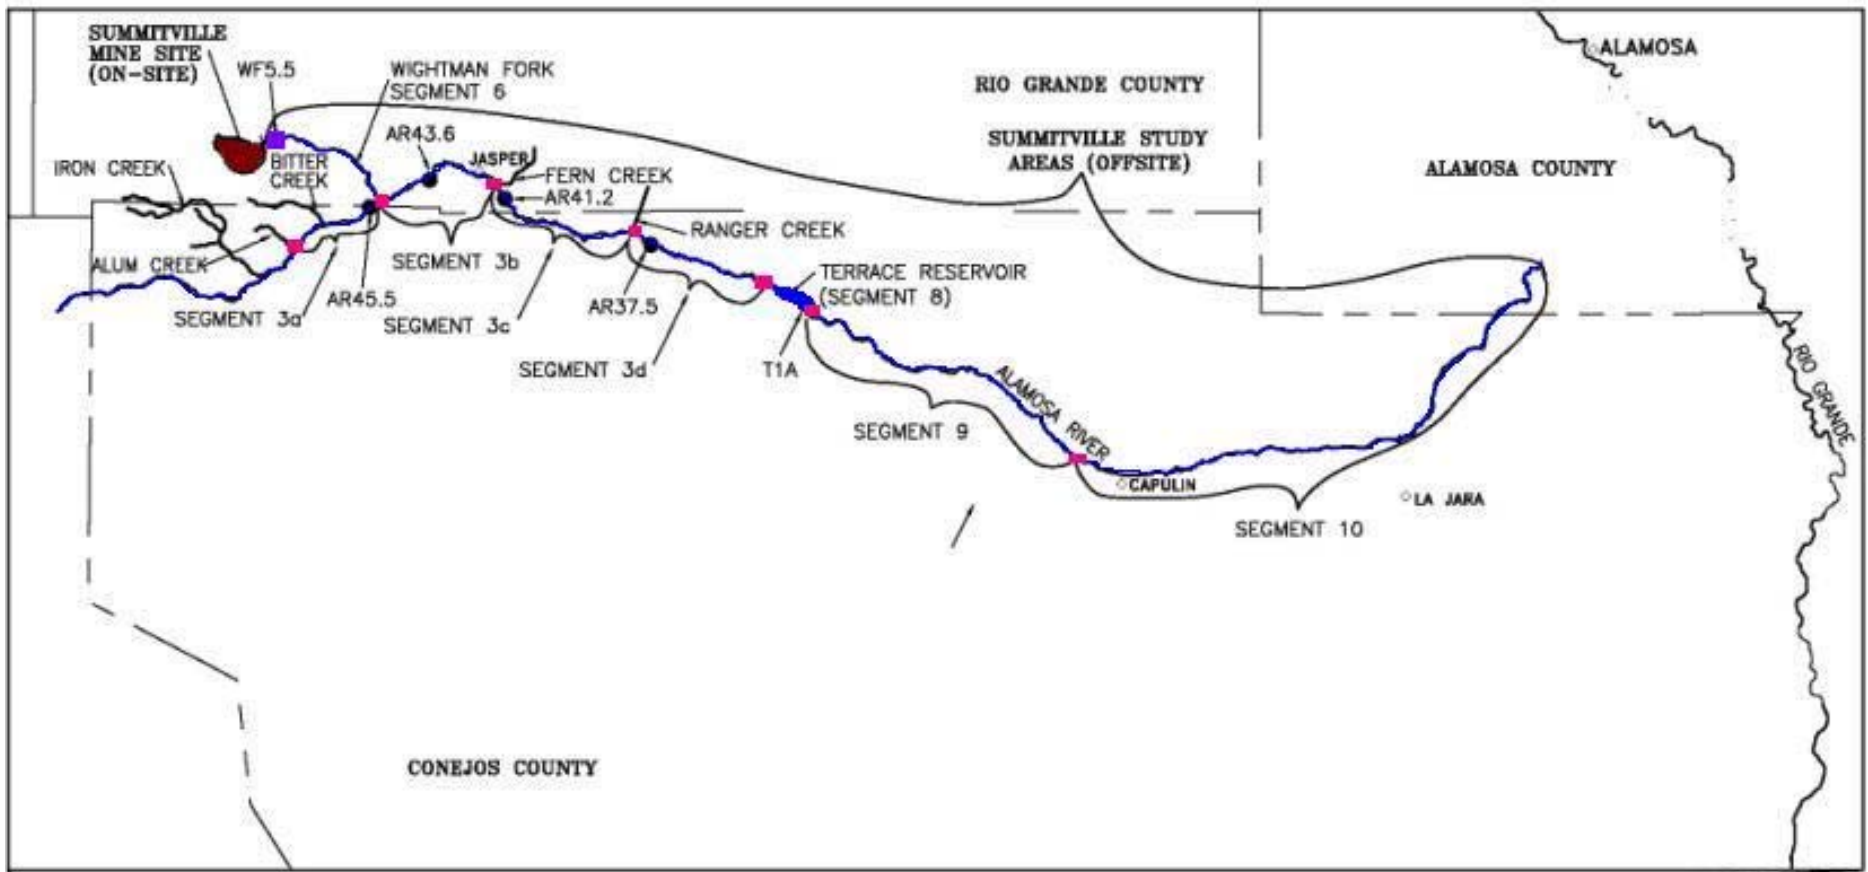 SUMMITVILLE
MINE SITE
(ON-SITE)
WF5.5
WIGHTMAN FORK
SEGMENT 6
RIO GRANDE COUNTY
ALAMOSA
AR43.6
SUMMITVILLE STUDY
AREAS (OFFSITE)
ALAMOSA COUNTY
IRON CREEK
BITTER
CREEK
JASPER
FERN CREEK
AR41.2
RANGER CREEK
ALUM CREEK
SEGMENT 3b
TERRACE RESERVOIR
(SEGMENT 8)
SEGMENT 3a
AR45.5
SEGMENT 3c
AR37.5
SEGMENT 3d
T1A
ALAMOSA RIVER
RIO GRANDE
SEGMENT 9
CAPULIN
LA JARA
SEGMENT 10
CONEJOS COUNTY